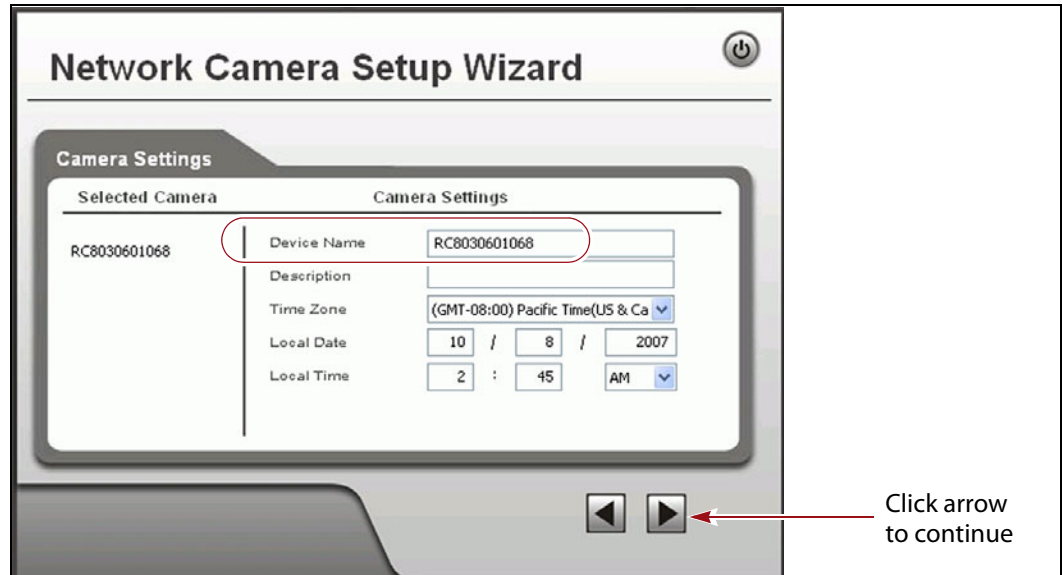 Network Camera Setup Wizard
Camera Settings
Selected Camera Camera Settings
RC8030601068
Device Name RC8030601068
Description
Time Zone (GMT-08:00) Pacific Time(US & Ca
Local Date 10 / 8 / 2007
Local Time 2 : 45 AM
Click arrow
to continue